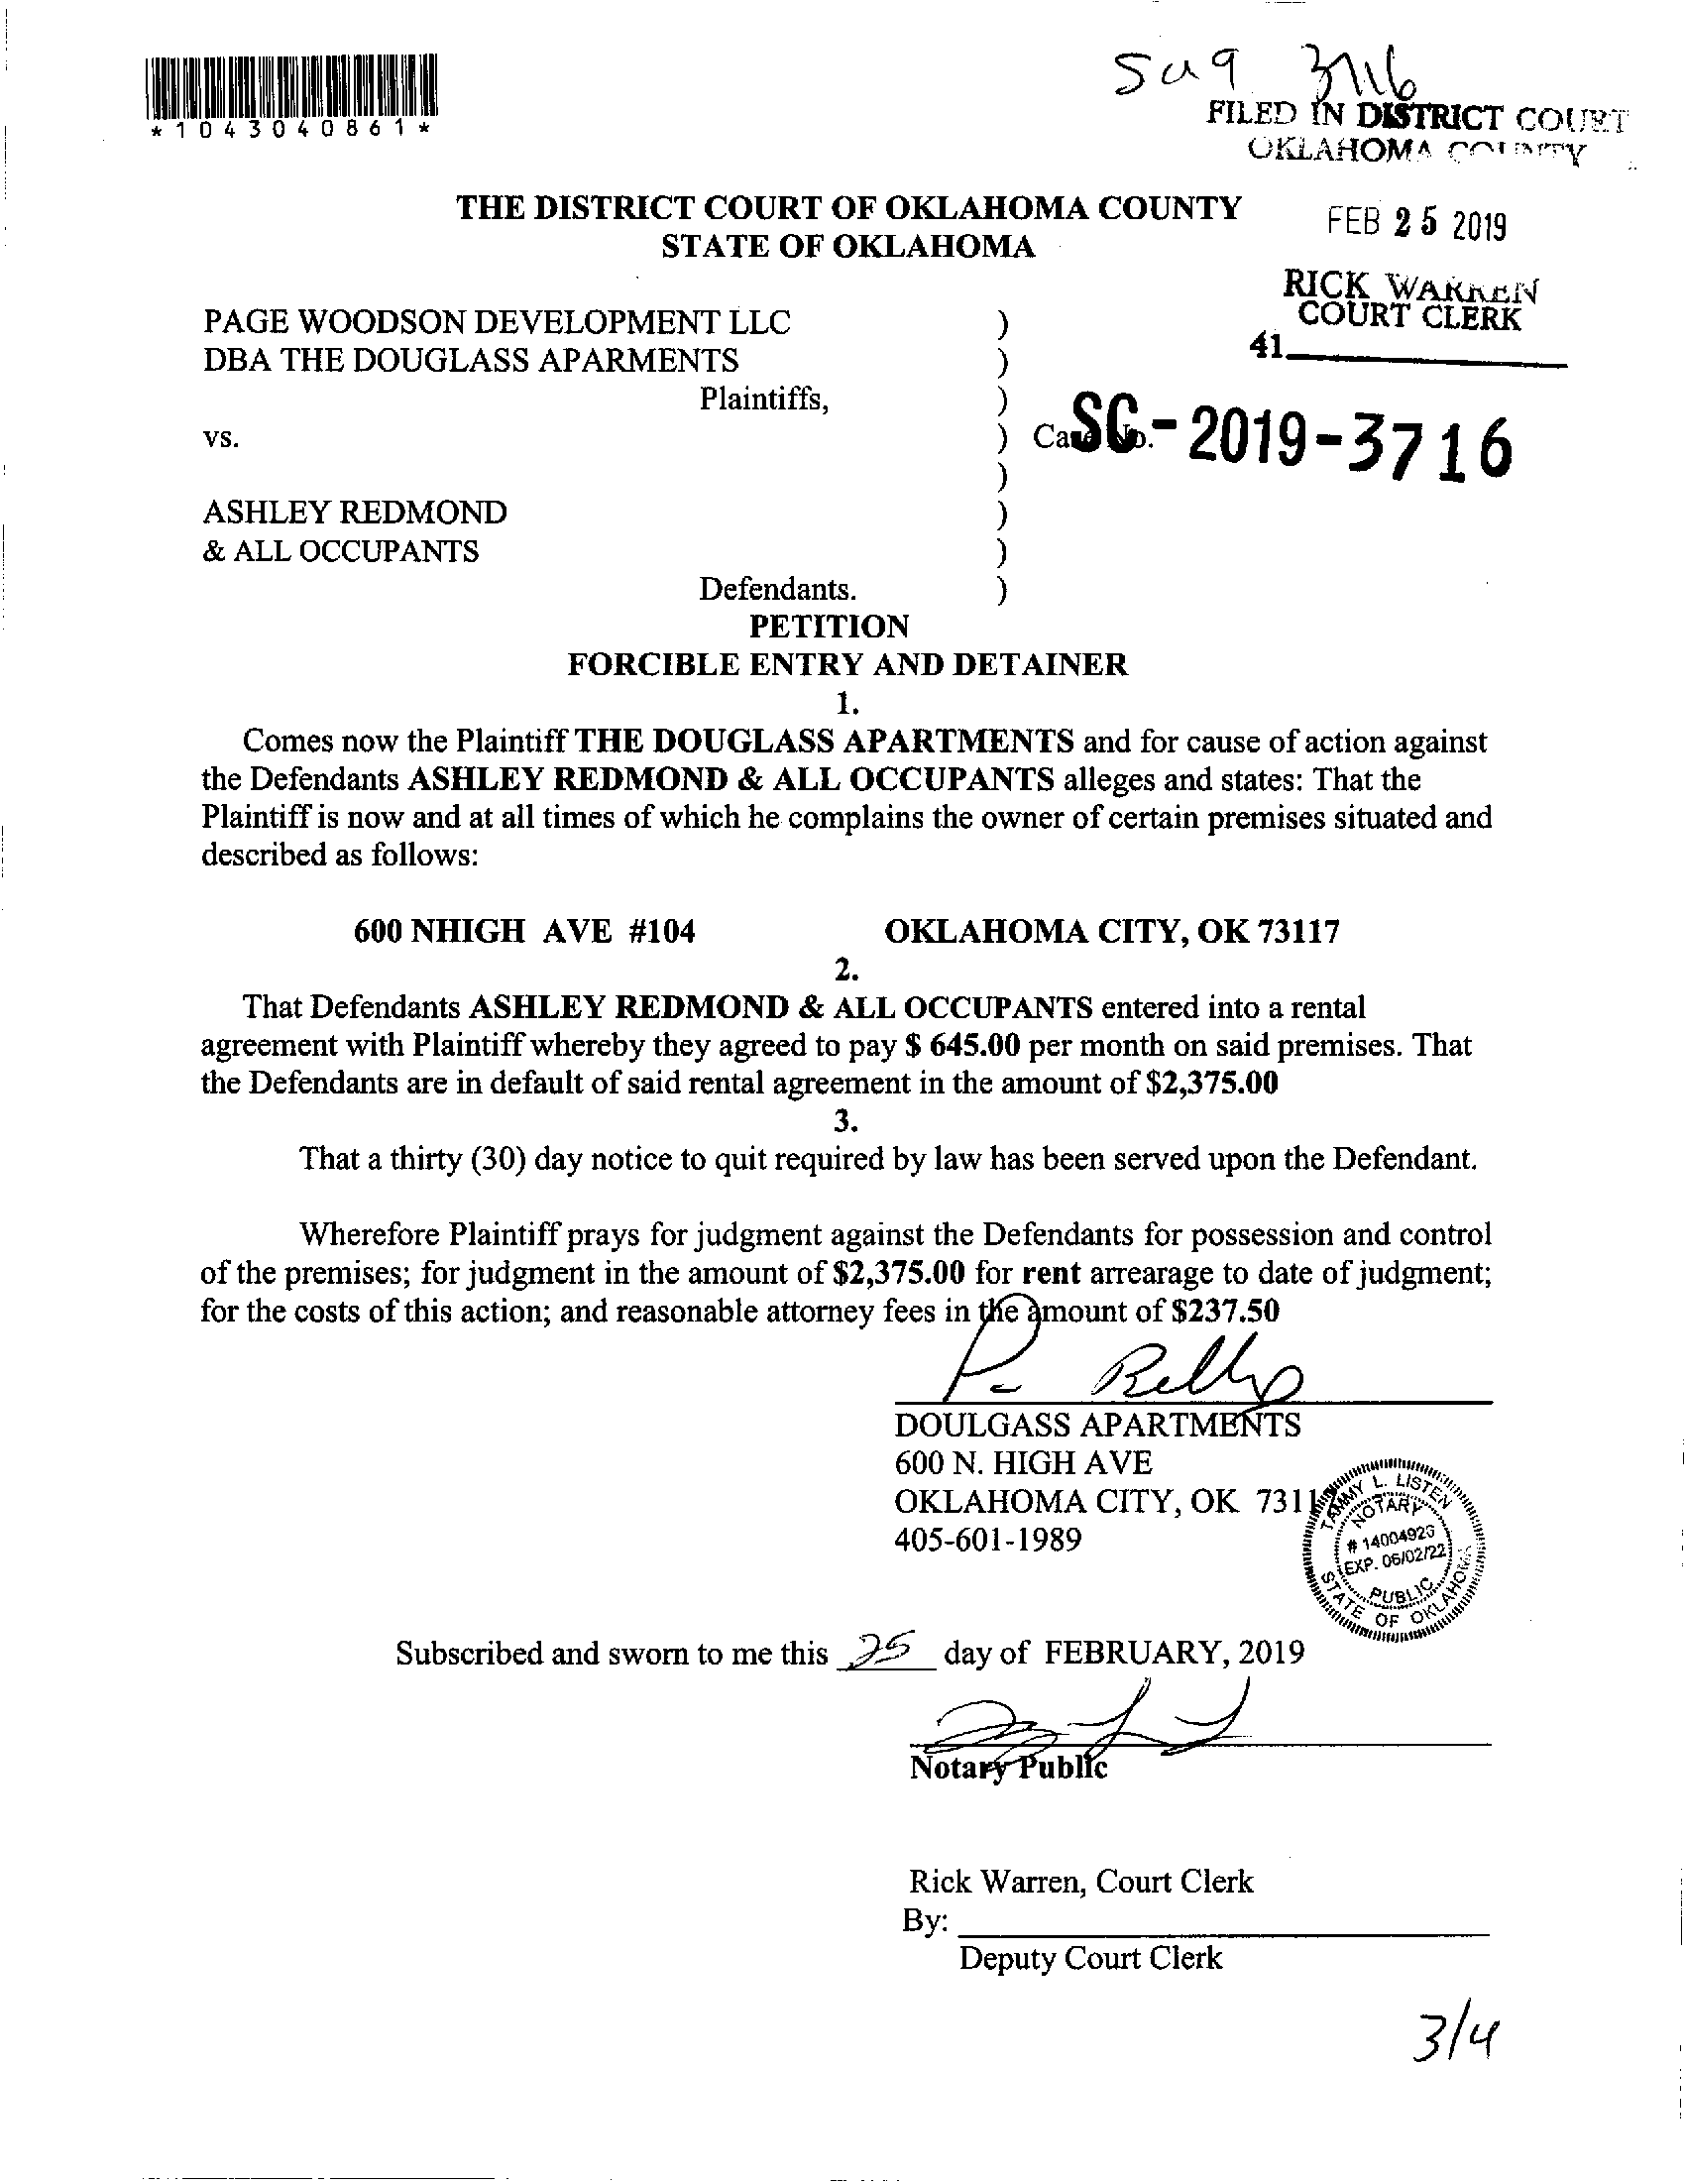 *1043040861*
FILED IN DISTRICT COURT
OKLAHOMA COUNTY
FEB 25 2019
RICK WARREN
COURT CLERK
41
THE DISTRICT COURT OF OKLAHOMA COUNTY
STATE OF OKLAHOMA
PAGE WOODSON DEVELOPMENT LLC )
DBA THE DOUGLASS APARMENTS )
Plaintiffs, )
vs. ) Case No. SC-2019-3716
)
ASHLEY REDMOND )
& ALL OCCUPANTS )
Defendants. )
PETITION
FORCIBLE ENTRY AND DETAINER
1.
Comes now the Plaintiff THE DOUGLASS APARTMENTS and for cause of action against
the Defendants ASHLEY REDMOND & ALL OCCUPANTS alleges and states: That the
Plaintiff is now and at all times of which he complains the owner of certain premises situated and
described as follows:
600 NHIGH AVE #104 OKLAHOMA CITY, OK 73117
2.
That Defendants ASHLEY REDMOND & ALL OCCUPANTS entered into a rental
agreement with Plaintiff whereby they agreed to pay $ 645.00 per month on said premises. That
the Defendants are in default of said rental agreement in the amount of $2,375.00
3.
That a thirty (30) day notice to quit required by law has been served upon the Defendant.
Wherefore Plaintiff prays for judgment against the Defendants for possession and control
of the premises; for judgment in the amount of $2,375.00 for rent arrearage to date of judgment;
for the costs of this action; and reasonable attorney fees in the amount of $237.50
DOULGASS APARTMENTS
600 N. HIGH AVE
OKLAHOMA CITY, OK 731
405-601-1989
TAMMY L. LISTEN
NOTARY
# 14004923
EXP. 06/02/22
PUBLIC
STATE OF OKLAHOMA
Subscribed and sworn to me this 25 day of FEBRUARY, 2019
Notary Public
Rick Warren, Court Clerk
By:
Deputy Court Clerk
3/4